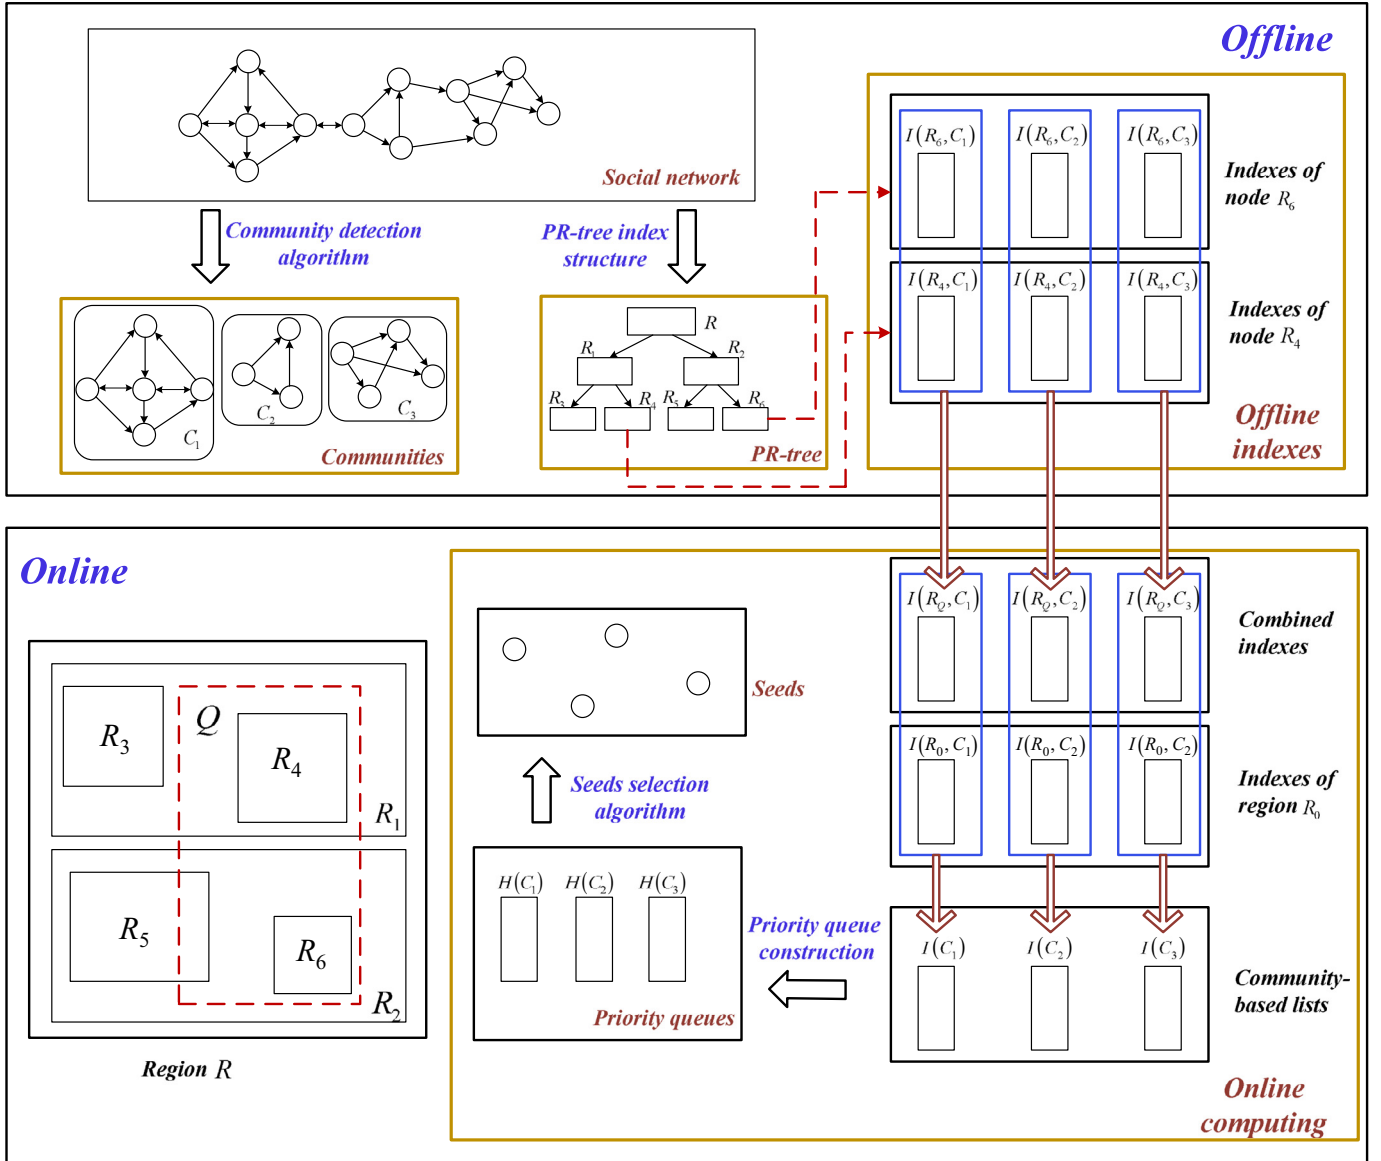 Offline
Social network
Community detection
algorithm
PR-tree index
structure
C₁
C₂
C₃
Communities
R
R₁
R₂
R₃
R₄
R₅
R₆
PR-tree
I(R₆,C₁)
I(R₆,C₂)
I(R₆,C₃)
Indexes of
node R₆
I(R₄,C₁)
I(R₄,C₂)
I(R₄,C₃)
Indexes of
node R₄
Offline
indexes
Online
R₃
Q
R₄
R₁
R₅
R₆
R₂
Region R
Seeds
Seeds selection
algorithm
H(C₁)
H(C₂)
H(C₃)
Priority queues
Priority queue
construction
I(R_Q,C₁)
I(R_Q,C₂)
I(R_Q,C₃)
Combined
indexes
I(R₀,C₁)
I(R₀,C₂)
I(R₀,C₂)
Indexes of
region R₀
I(C₁)
I(C₂)
I(C₃)
Community-
based lists
Online
computing